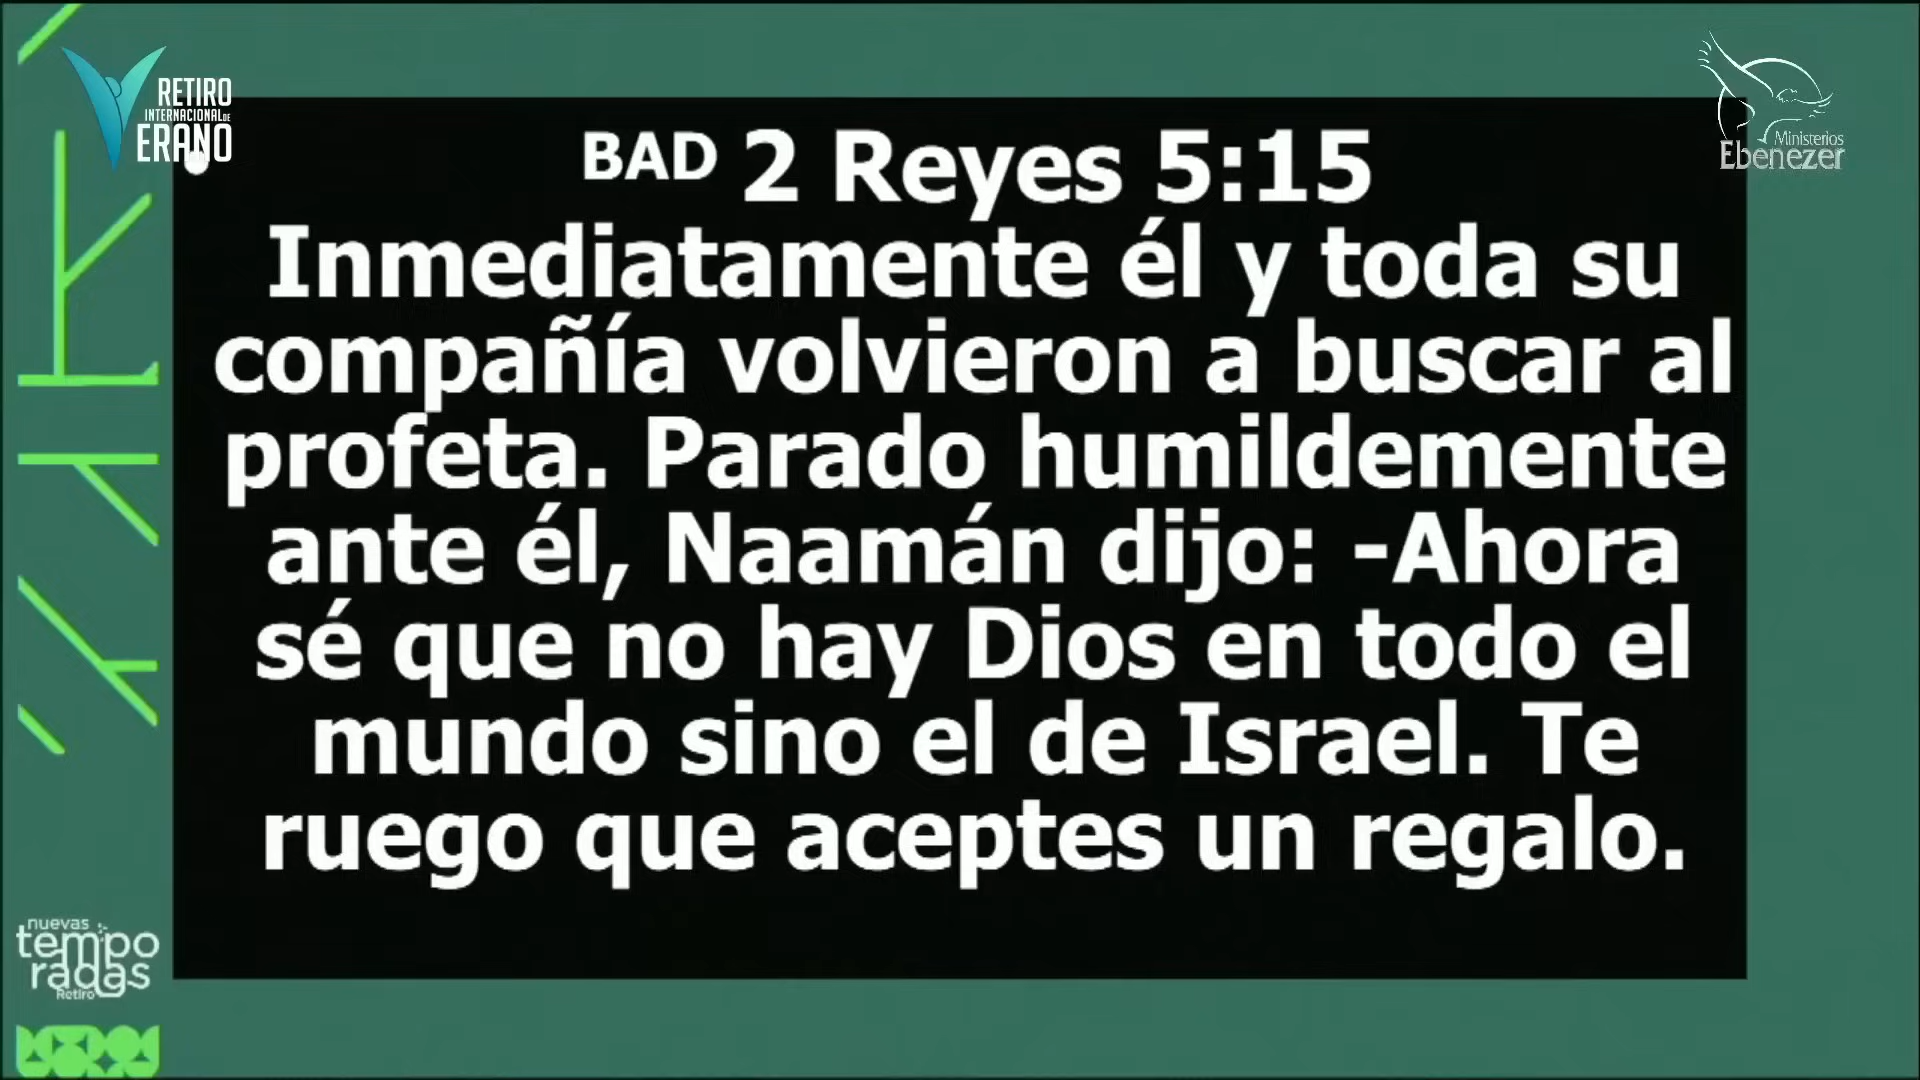 RETIRO
INTERNACIONAL DE
VERANO
Ministerios
Ebenezer
BAD 2 Reyes 5:15
Inmediatamente él y toda su
compañía volvieron a buscar al
profeta. Parado humildemente
ante él, Naamán dijo: -Ahora
sé que no hay Dios en todo el
mundo sino el de Israel. Te
ruego que aceptes un regalo.
nuevas
tempo
radas
Retiro